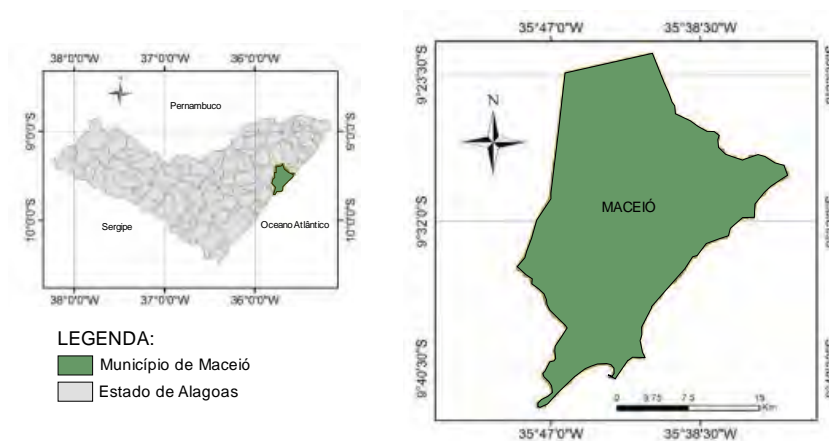 38°0'0"W 37°0'0"W 36°0'0"W
Pernambuco
9°0'0"S
9°0'0"S
10°0'0"S
10°0'0"S
Sergipe
Oceano Atlântico
38°0'0"W 37°0'0"W 36°0'0"W
LEGENDA:
Município de Maceió
Estado de Alagoas
35°47'0"W 35°38'30"W
9°23'30"S
N
MACEIÓ
9°32'0"S
9°40'30"S
0 3.75 7.5 15
Km
35°47'0"W 35°38'30"W